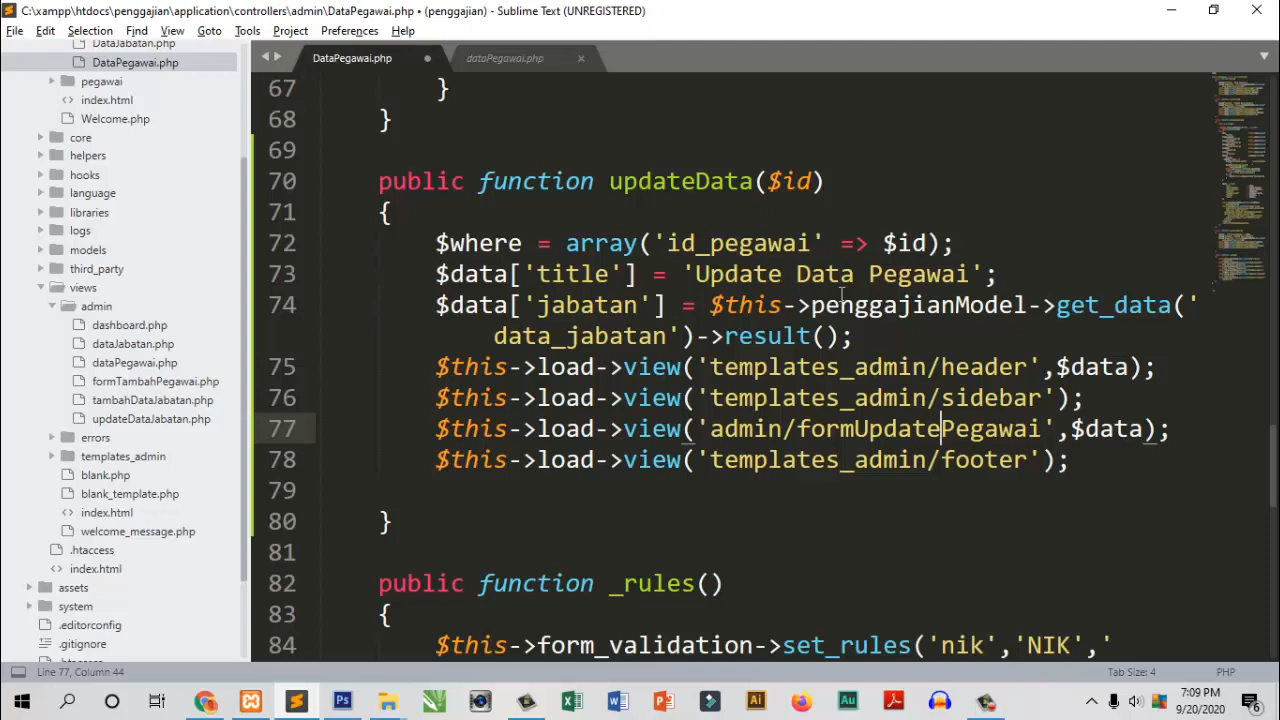 C:\xampp\htdocs\penggajian\application\controllers\admin\DataPegawai.php • (penggajian) - Sublime Text (UNREGISTERED)
File Edit Selection Find View Goto Tools Project Preferences Help
DataJabatan.php
DataPegawai.php
pegawai
index.html
Welcome.php
core
helpers
hooks
language
libraries
logs
models
third_party
views
admin
dashboard.php
dataJabatan.php
dataPegawai.php
formTambahPegawai.php
tambahDataJabatan.php
updateDataJabatan.php
errors
templates_admin
blank.php
blank_template.php
index.html
welcome_message.php
.htaccess
index.html
assets
system
.editorconfig
.gitignore
DataPegawai.php dataPegawai.php
67 }
68 }
69
70 public function updateData($id)
71 {
72 $where = array('id_pegawai' => $id);
73 $data['title'] = 'Update Data Pegawai';
74 $data['jabatan'] = $this->penggajianModel->get_data('
data_jabatan')->result();
75 $this->load->view('templates_admin/header',$data);
76 $this->load->view('templates_admin/sidebar');
77 $this->load->view('admin/formUpdatePegawai',$data);
78 $this->load->view('templates_admin/footer');
79
80 }
81
82 public function _rules()
83 {
84 $this->form_validation->set_rules('nik','NIK','
Line 77, Column 44 Tab Size: 4 PHP
7:09 PM
9/20/2020
6